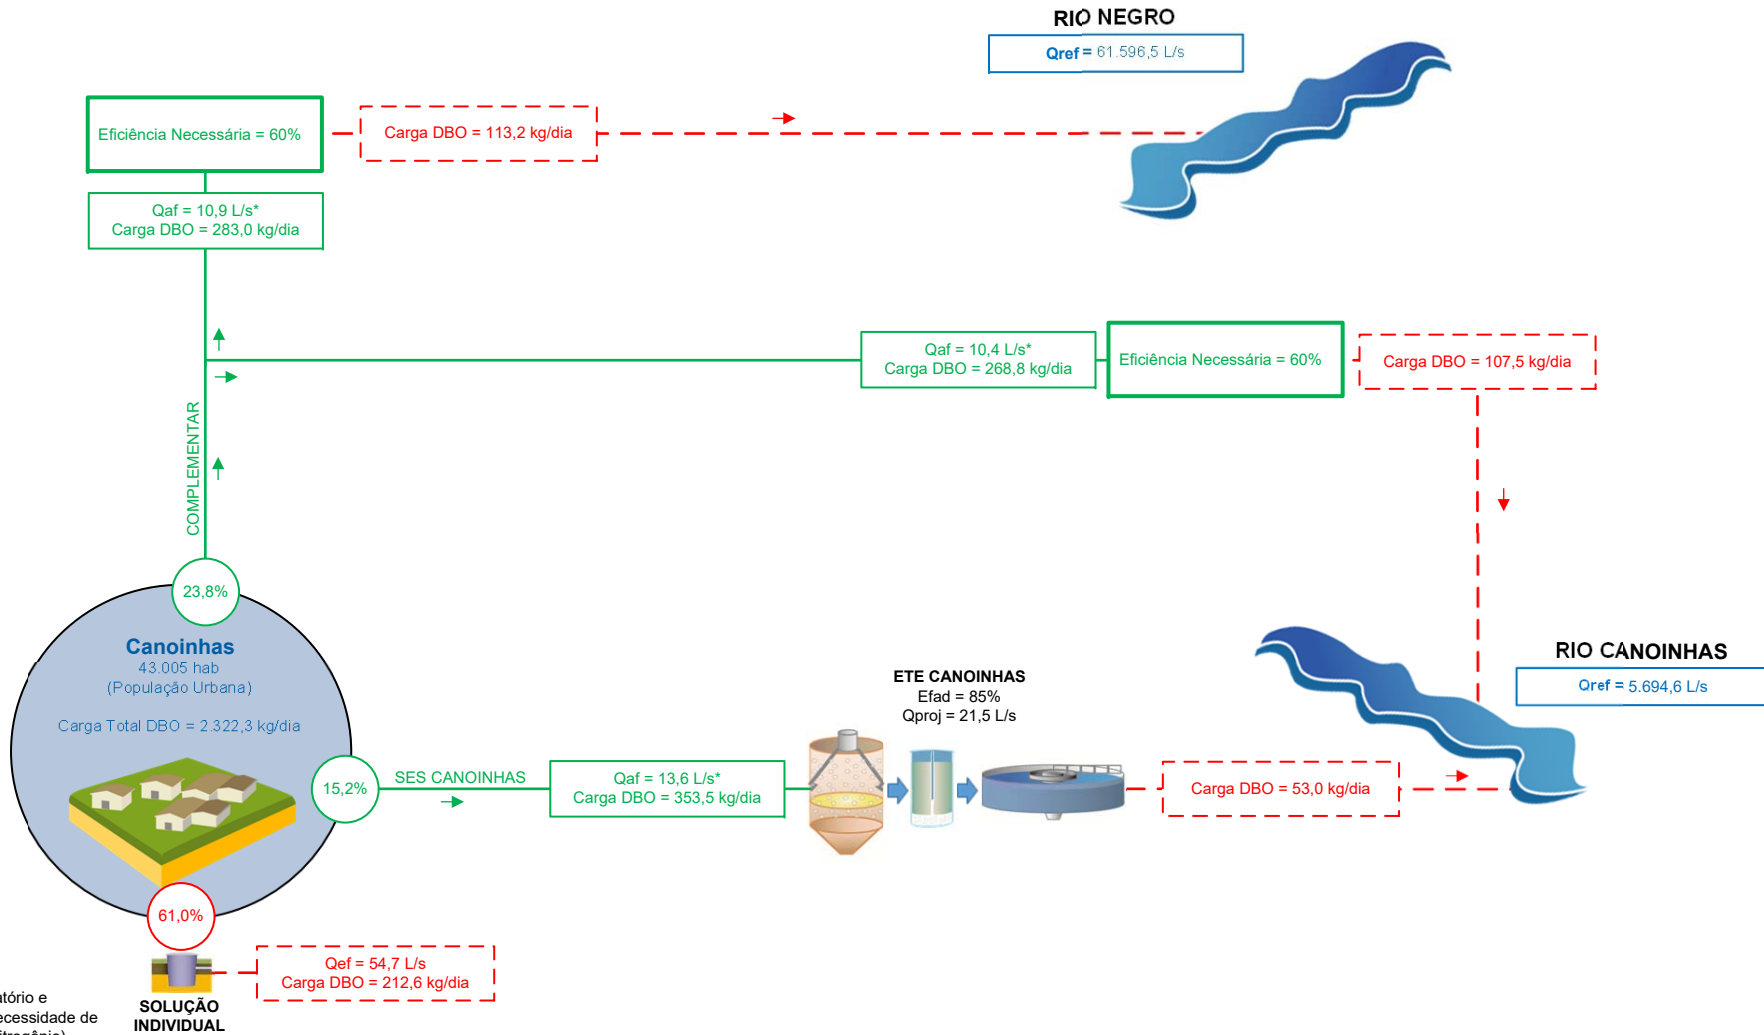 RIO NEGRO
Qref = 61.596,5 L/s
Eficiência Necessária = 60%
Carga DBO = 113,2 kg/dia
Qaf = 10,9 L/s*
Carga DBO = 283,0 kg/dia
Qaf = 10,4 L/s*
Carga DBO = 268,8 kg/dia
Eficiência Necessária = 60%
Carga DBO = 107,5 kg/dia
COMPLEMENTAR
23,8%
Canoinhas
43.005 hab
(População Urbana)
Carga Total DBO = 2.322,3 kg/dia
15,2%
SES CANOINHAS
Qaf = 13,6 L/s*
Carga DBO = 353,5 kg/dia
ETE CANOINHAS
Efad = 85%
Qproj = 21,5 L/s
Carga DBO = 53,0 kg/dia
RIO CANOINHAS
Qref = 5.694,6 L/s
61,0%
Qef = 54,7 L/s
Carga DBO = 212,6 kg/dia
SOLUÇÃO
INDIVIDUAL
atório e
ecessidade de